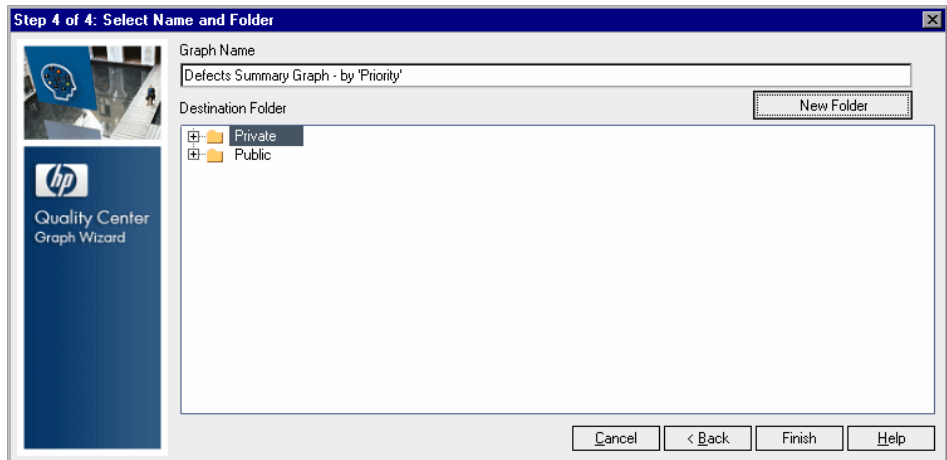 Step 4 of 4: Select Name and Folder
Graph Name
Defects Summary Graph - by 'Priority'
Destination Folder
New Folder
Private
Public
hp
Quality Center
Graph Wizard
Cancel
< Back
Finish
Help